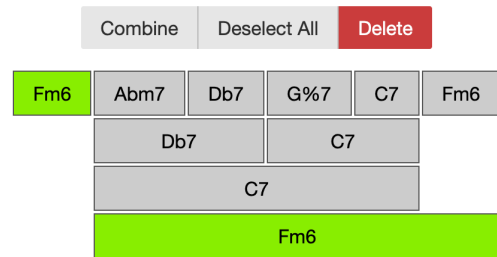 Combine Deselect All Delete
Fm6 Abm7 Db7 G%7 C7 Fm6
Db7 C7
C7
Fm6